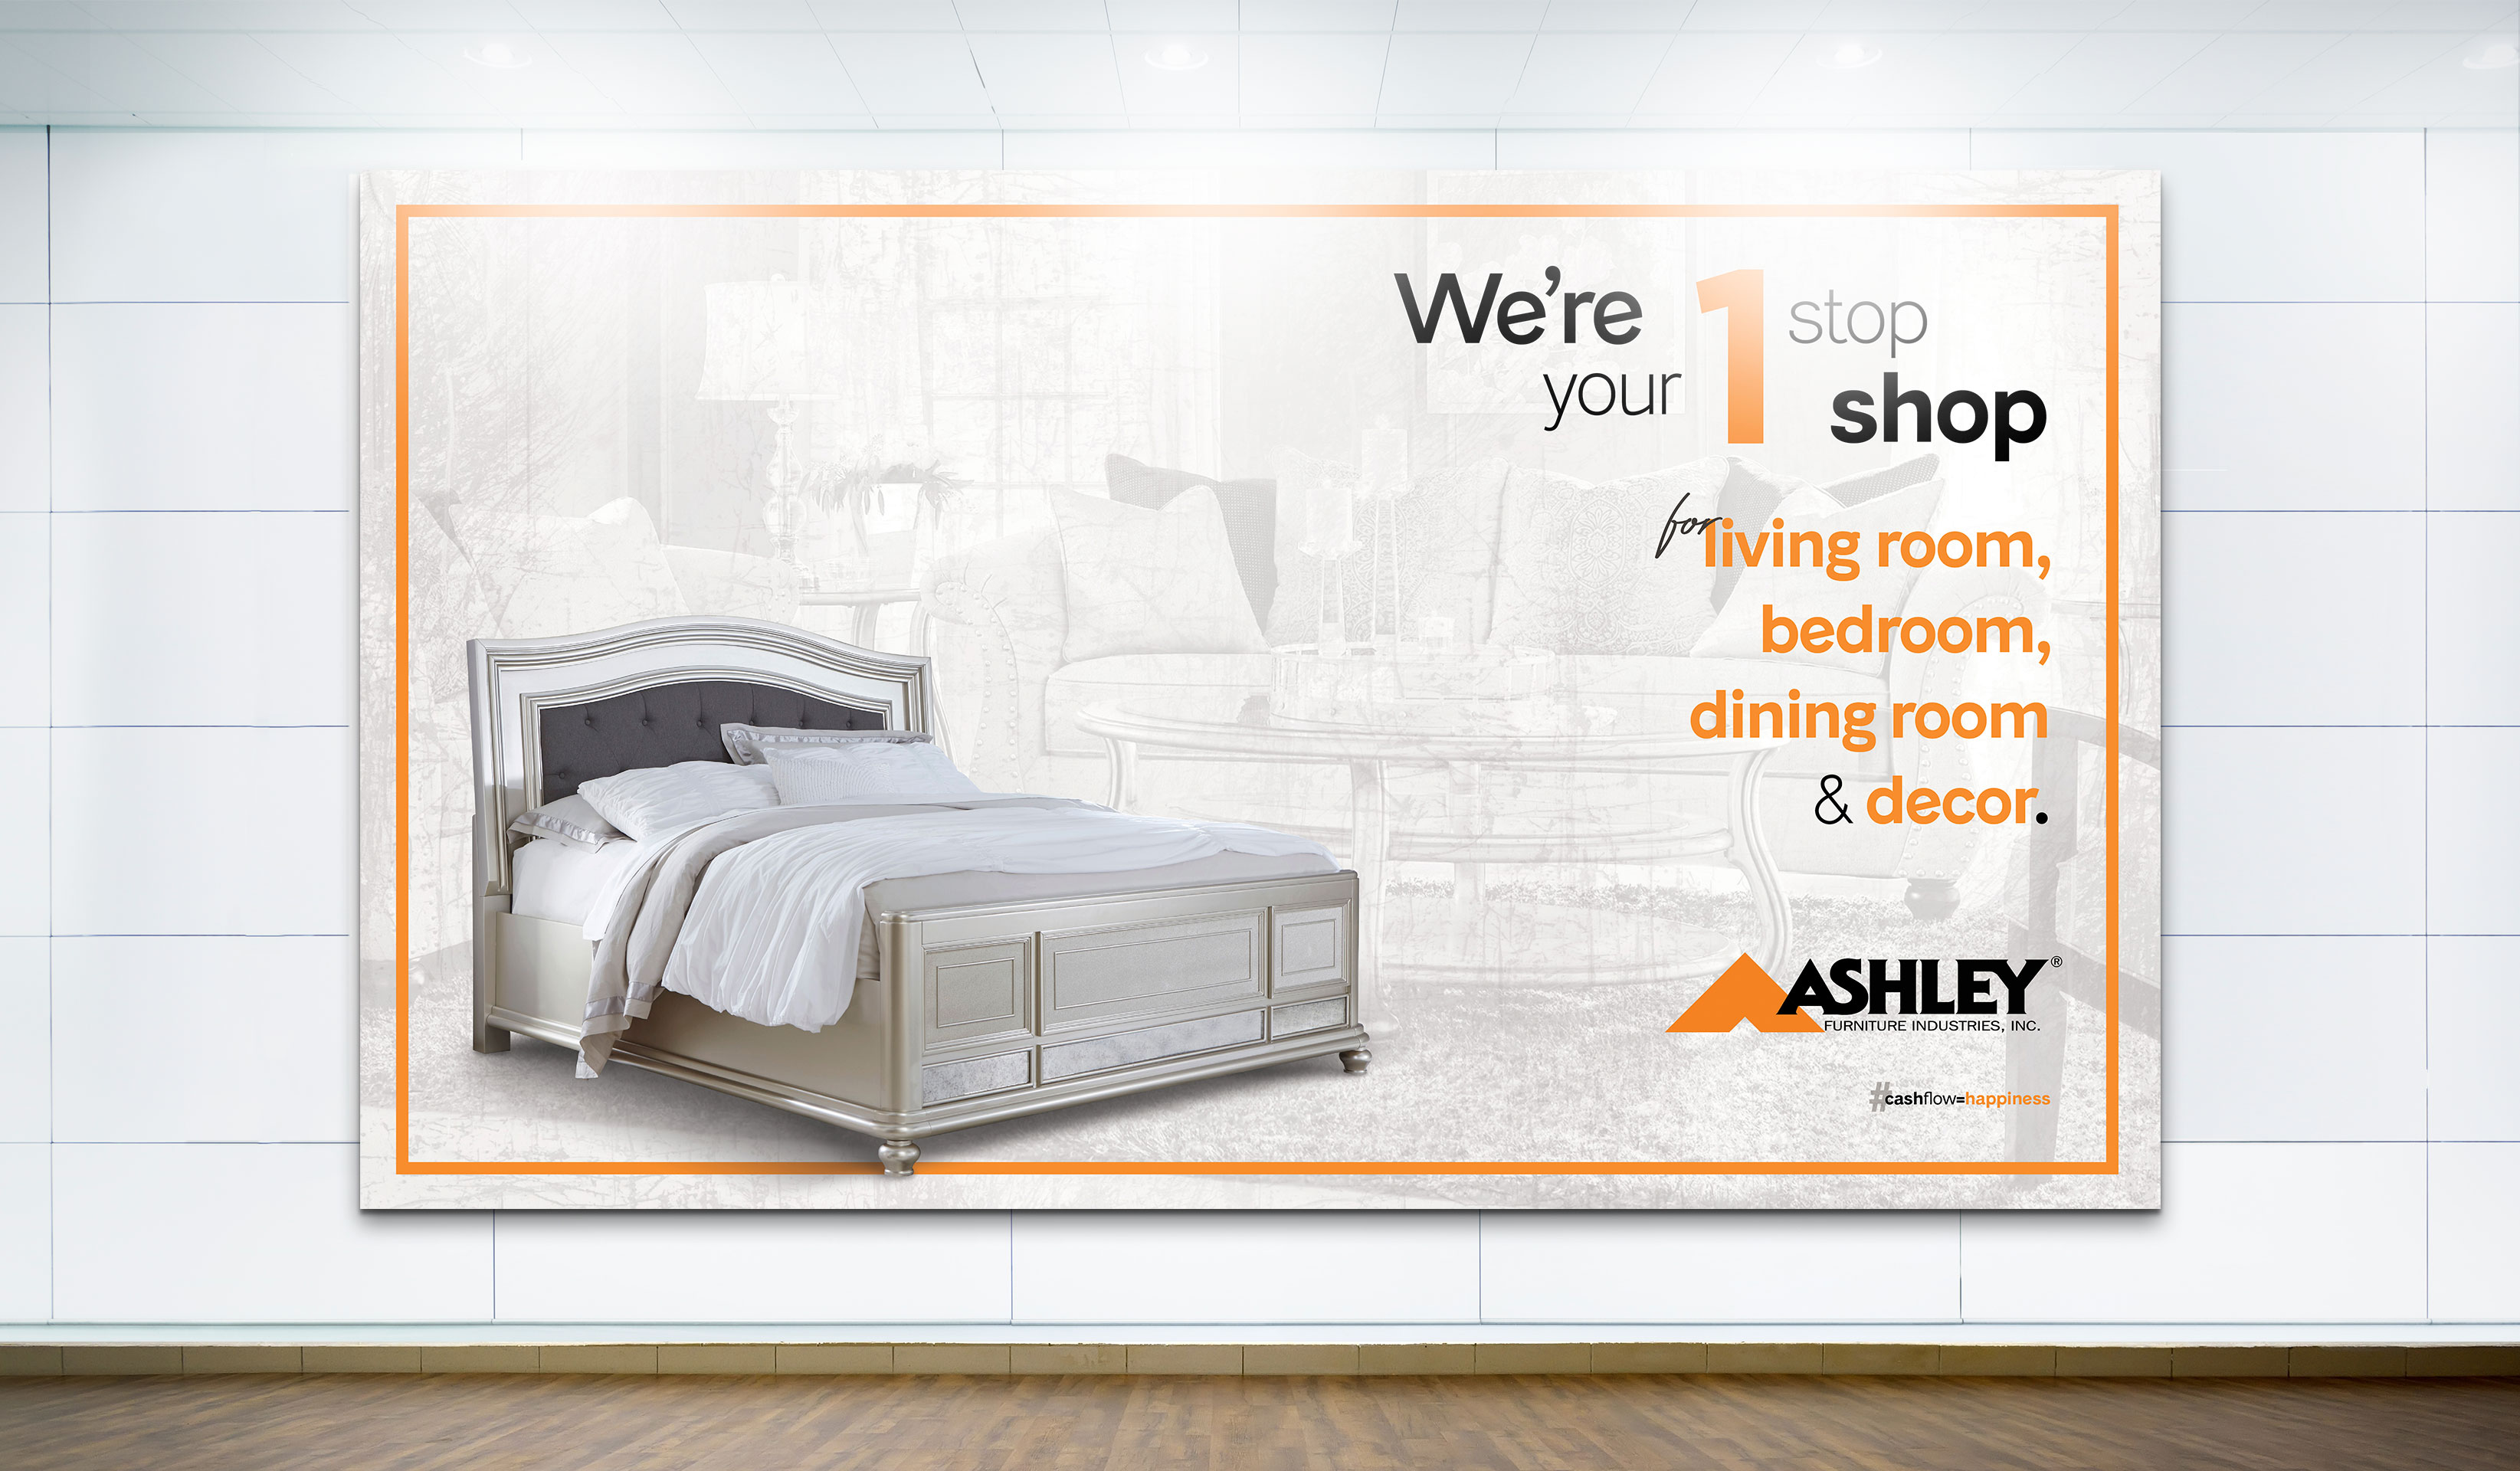 We're your 1 stop shop
for living room,
bedroom,
dining room
& decor.
ASHLEY®
FURNITURE INDUSTRIES, INC.
#cashflow=happiness